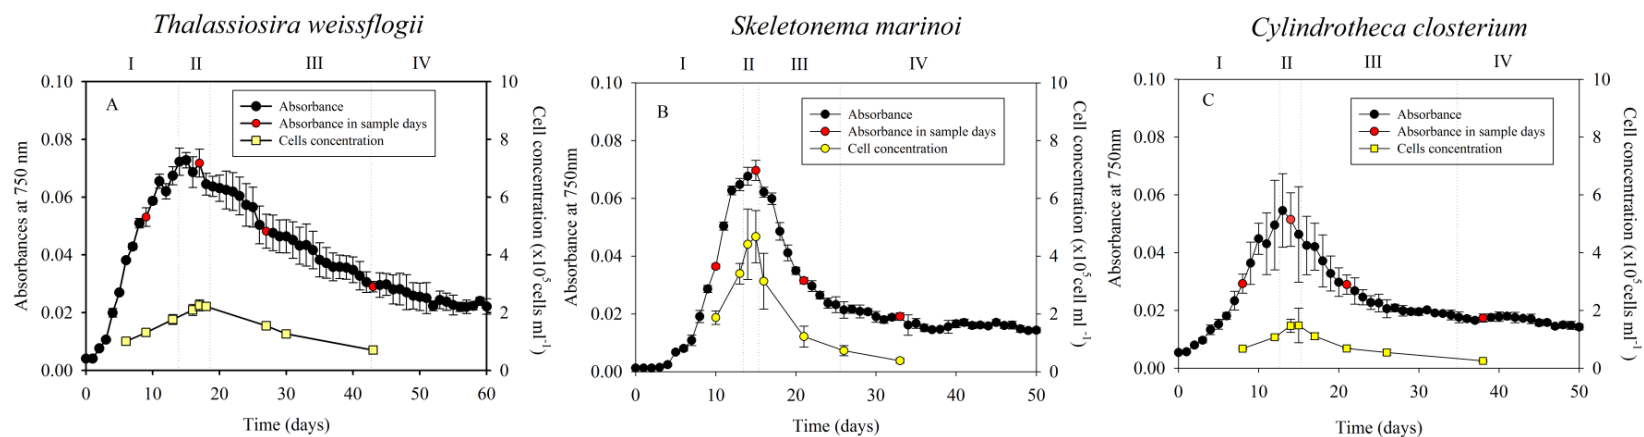 Thalassiosira weissflogii
I II III IV
A
Absorbance
Absorbance in sample days
Cells concentration
Absorbances at 750 nm
0.10
0.08
0.06
0.04
0.02
0.00
10
8
6
4
2
0
Cell concentration (x10⁵cells ml⁻¹)
0 10 20 30 40 50 60
Time (days)
Skeletonema marinoi
I II III IV
B
Absorbance
Absorbance in sample days
Cell concentration
Absorbance at 750nm
0.10
0.08
0.06
0.04
0.02
0.00
10
8
6
4
2
0
Cell concentration (x10⁵cell ml⁻¹)
0 10 20 30 40 50
Time (days)
Cylindrotheca closterium
I II III IV
C
Absorbance
Absorbance in sample days
Cells concentration
Absorbance at 750nm
0.10
0.08
0.06
0.04
0.02
0.00
10
8
6
4
2
0
Cell concentration (x10⁵cells ml⁻¹)
0 10 20 30 40 50
Time (days)